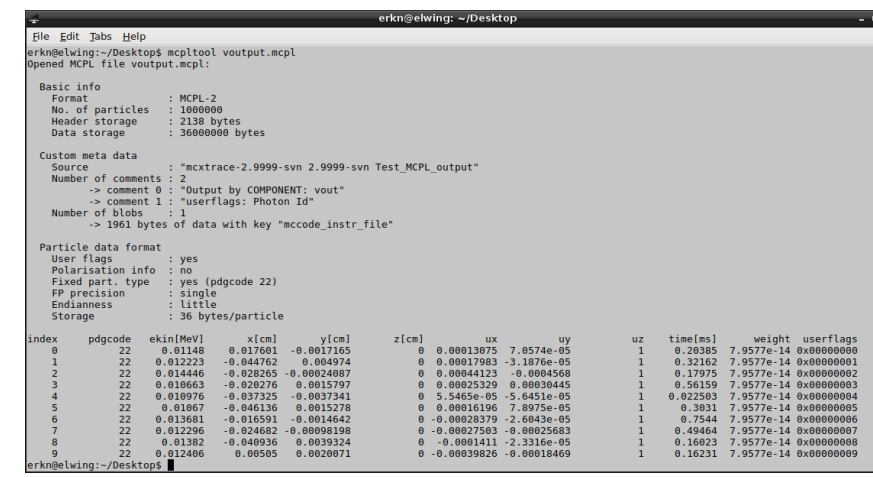 erkn@elwing: ~/Desktop
File Edit Tabs Help
erkn@elwing:~/Desktop$ mcpltool voutput.mcpl
Opened MCPL file voutput.mcpl:
Basic info
Format : MCPL-2
No. of particles : 1000000
Header storage : 2138 bytes
Data storage : 36000000 bytes
Custom meta data
Source : "mcxtrace-2.9999-svn 2.9999-svn Test_MCPL_output"
Number of comments : 2
-> comment 0 : "Output by COMPONENT: vout"
-> comment 1 : "userflags: Photon Id"
Number of blobs : 1
-> 1961 bytes of data with key "mccode_instr_file"
Particle data format
User flags : yes
Polarisation info : no
Fixed part. type : yes (pdgcode 22)
FP precision : single
Endianness : little
Storage : 36 bytes/particle
index pdgcode ekin[MeV] x[cm] y[cm] z[cm] ux uy uz time[ms] weight userflags
0 22 0.01148 0.017601 -0.0017165 0 0.00013075 7.0574e-05 1 0.20385 7.9577e-14 0x00000000
1 22 0.012223 -0.044762 0.004974 0 0.00017983 -3.1876e-05 1 0.32162 7.9577e-14 0x00000001
2 22 0.014446 -0.028265 -0.00024087 0 0.00044123 -0.0004568 1 0.17975 7.9577e-14 0x00000002
3 22 0.010663 -0.020276 0.0015797 0 0.00025329 0.00030445 1 0.56159 7.9577e-14 0x00000003
4 22 0.010976 -0.037325 -0.0037341 0 5.5465e-05 -5.6451e-05 1 0.022503 7.9577e-14 0x00000004
5 22 0.01067 -0.046136 0.0015278 0 0.00016196 7.8975e-05 1 0.3031 7.9577e-14 0x00000005
6 22 0.013681 -0.016591 -0.0014642 0 -0.00028379 -2.6043e-05 1 0.7544 7.9577e-14 0x00000006
7 22 0.012296 -0.024682 -0.00098198 0 -0.00027503 -0.00025683 1 0.49464 7.9577e-14 0x00000007
8 22 0.01382 -0.040936 0.0039324 0 -0.0001411 -2.3316e-05 1 0.16023 7.9577e-14 0x00000008
9 22 0.012406 0.00505 0.0020071 0 -0.00039826 -0.00018469 1 0.16231 7.9577e-14 0x00000009
erkn@elwing:~/Desktop$